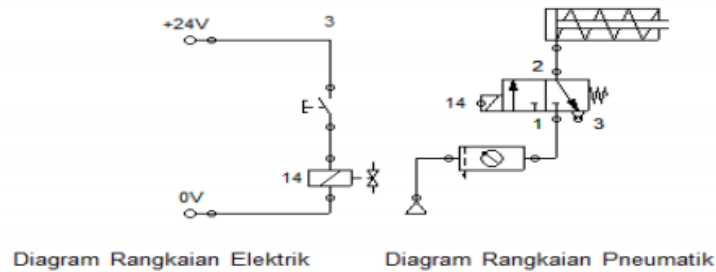 +24V
3
14
0V
2
14
1
3
Diagram Rangkaian Elektrik
Diagram Rangkaian Pneumatik